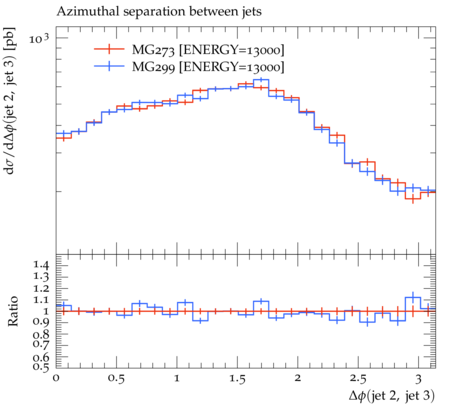 Azimuthal separation between jets
dσ/dΔϕ(jet 2, jet 3) [pb]
10³
MG273 [ENERGY=13000]
MG299 [ENERGY=13000]
Ratio
1.4
1.3
1.2
1.1
1
0.9
0.8
0.7
0.6
0.5
0 0.5 1 1.5 2 2.5 3
Δϕ(jet 2, jet 3)